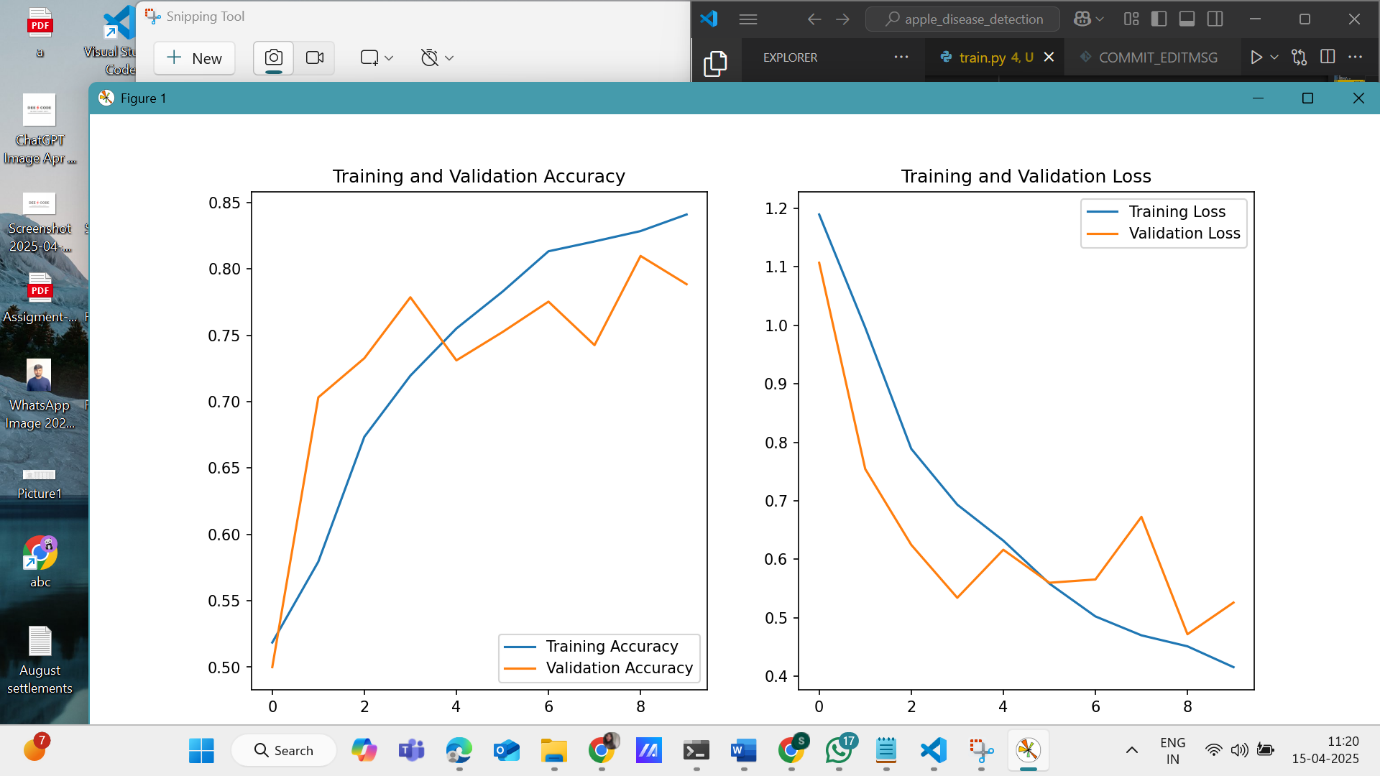 PDF
a
Visual Stu
Code
ChatGPT
Image Apr ...
Screenshot
2025-04-...
PDF
Assigment-...
WhatsApp
Image 202...
Picture1
abc
August
settlements
Snipping Tool
New
apple_disease_detection
EXPLORER
train.py 4, U
COMMIT_EDITMSG
Figure 1
Training and Validation Accuracy
0.85
0.80
0.75
0.70
0.65
0.60
0.55
0.50
0 2 4 6 8
Training Accuracy
Validation Accuracy
Training and Validation Loss
1.2
1.1
1.0
0.9
0.8
0.7
0.6
0.5
0.4
0 2 4 6 8
Training Loss
Validation Loss
7
Search
S
17
ENG
IN
11:20
15-04-2025